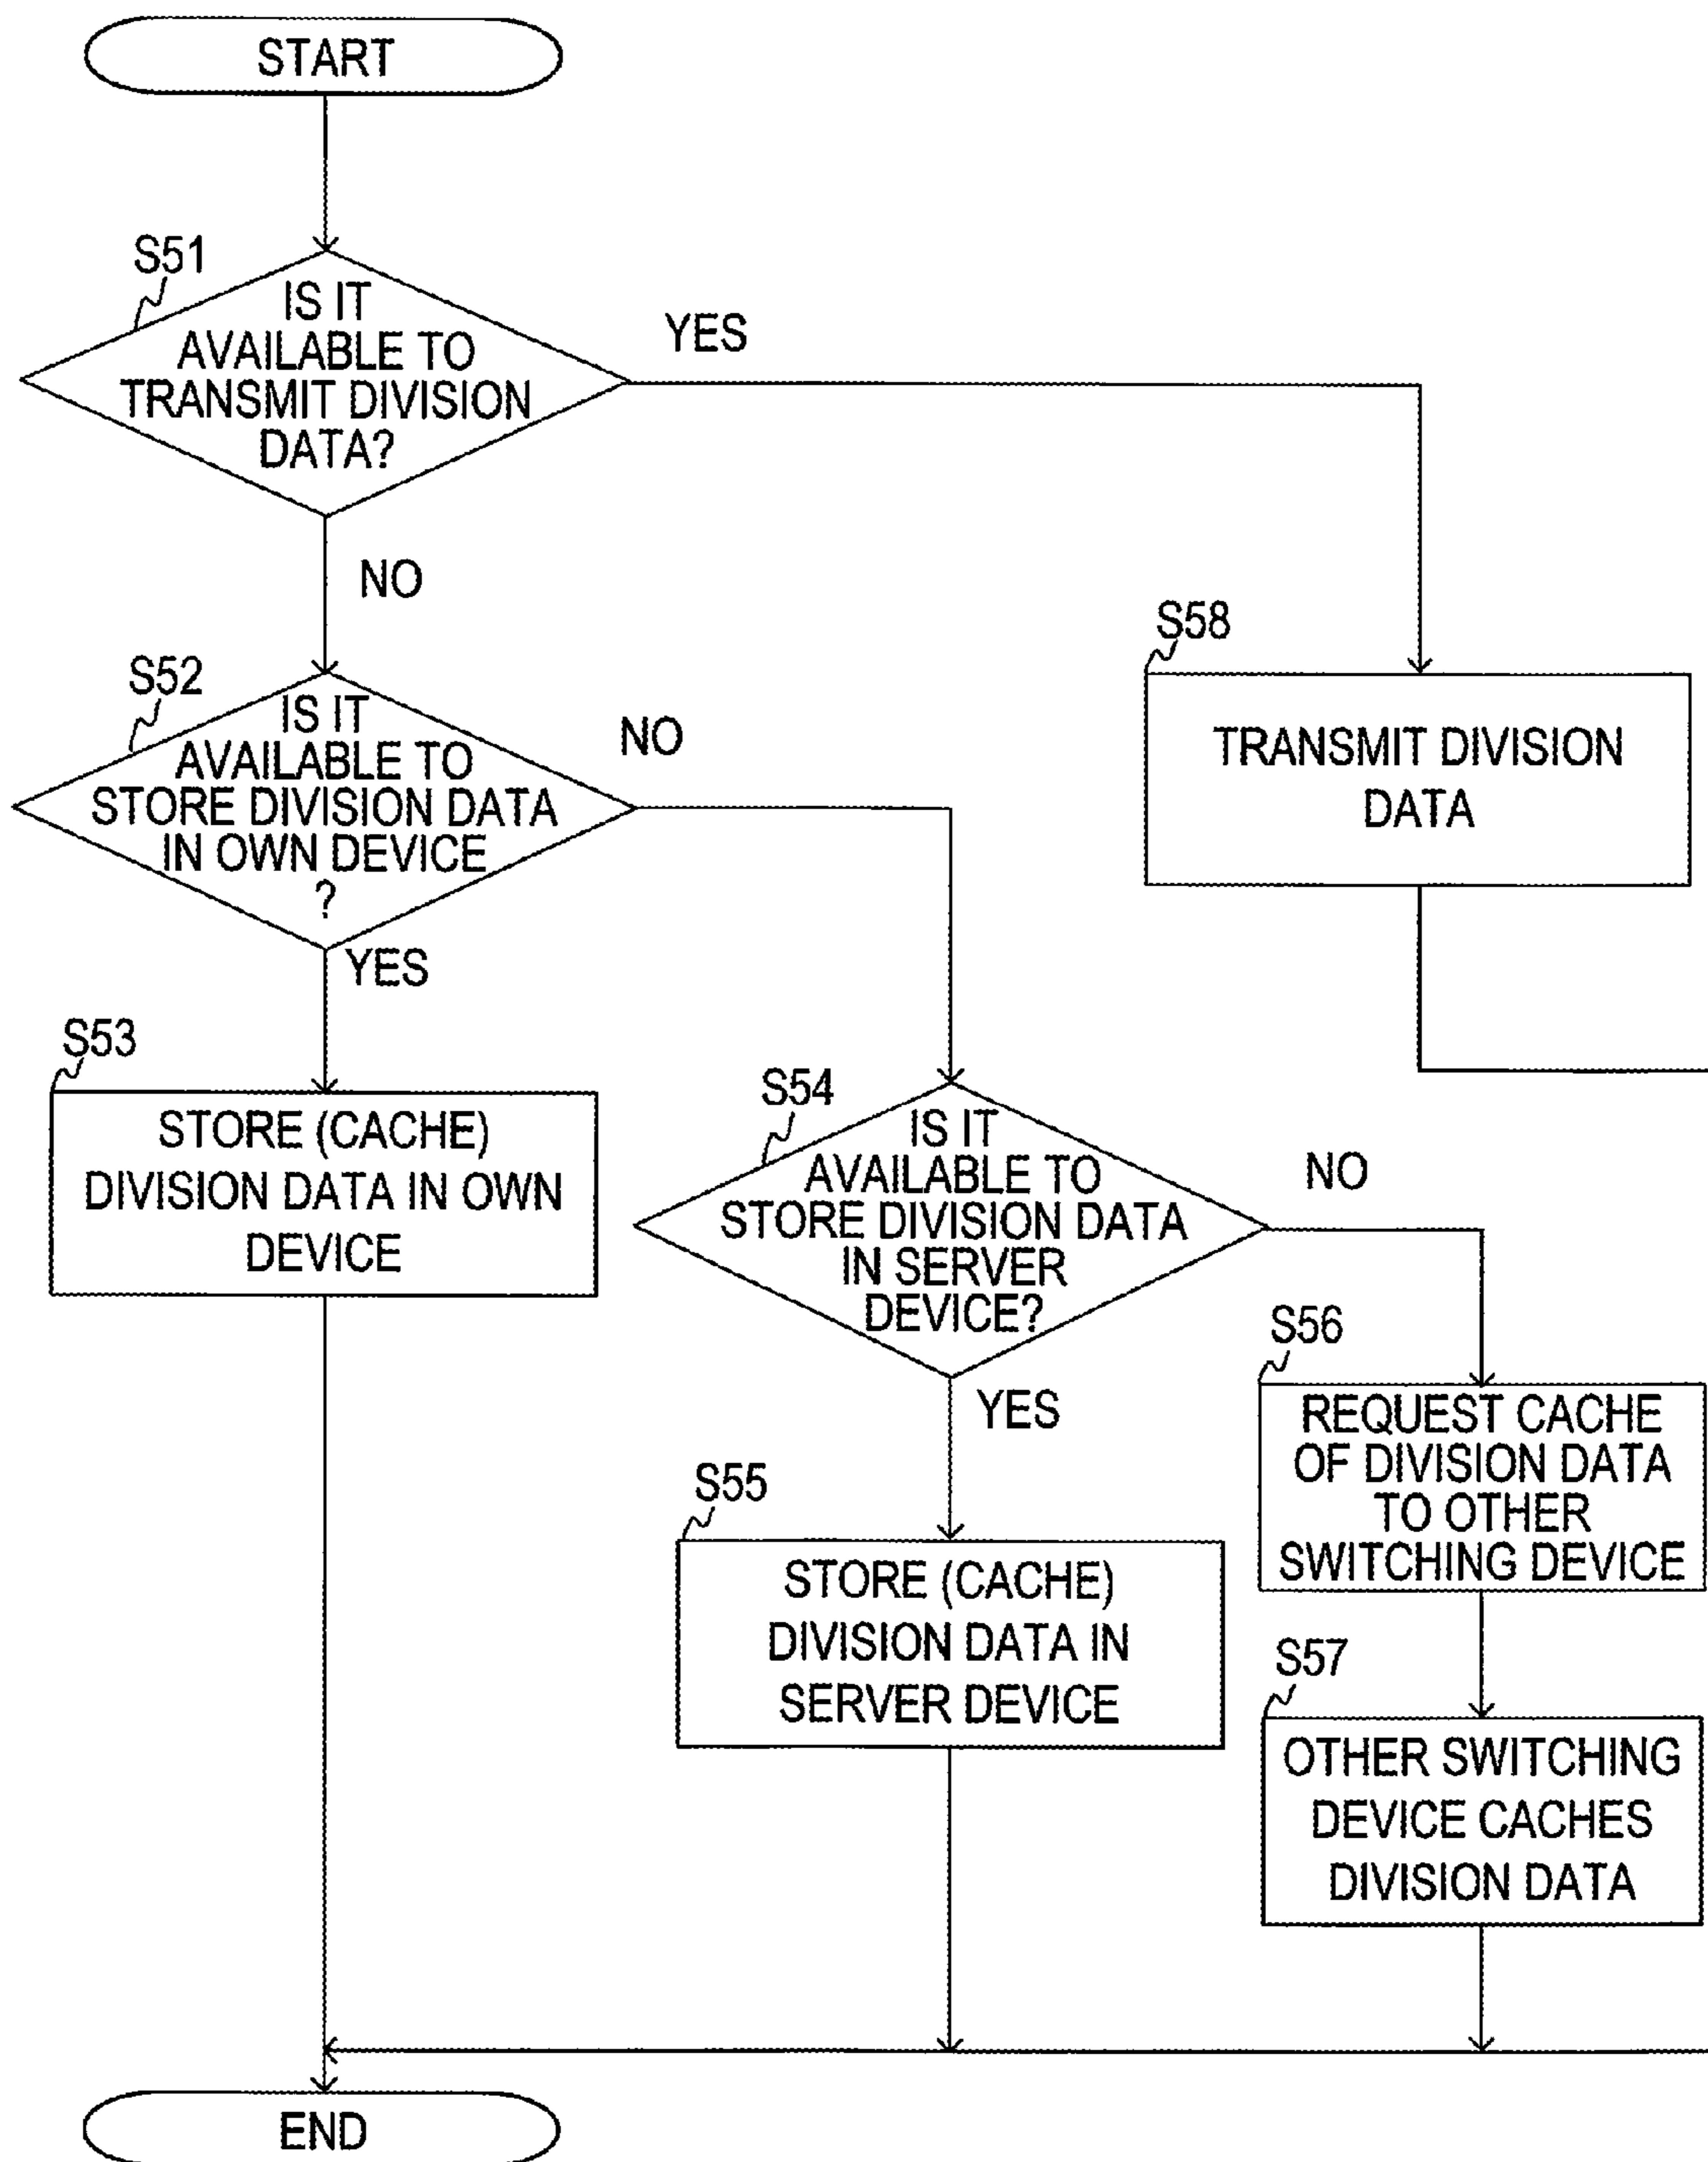 START
S51
IS IT
AVAILABLE TO
TRANSMIT DIVISION
DATA?
YES
NO
S58
TRANSMIT DIVISION
DATA
S52
IS IT
AVAILABLE TO
STORE DIVISION DATA
IN OWN DEVICE
?
NO
YES
S53
STORE (CACHE)
DIVISION DATA IN OWN
DEVICE
S54
IS IT
AVAILABLE TO
STORE DIVISION DATA
IN SERVER
DEVICE?
NO
YES
S56
REQUEST CACHE
OF DIVISION DATA
TO OTHER
SWITCHING DEVICE
S55
STORE (CACHE)
DIVISION DATA IN
SERVER DEVICE
S57
OTHER SWITCHING
DEVICE CACHES
DIVISION DATA
END